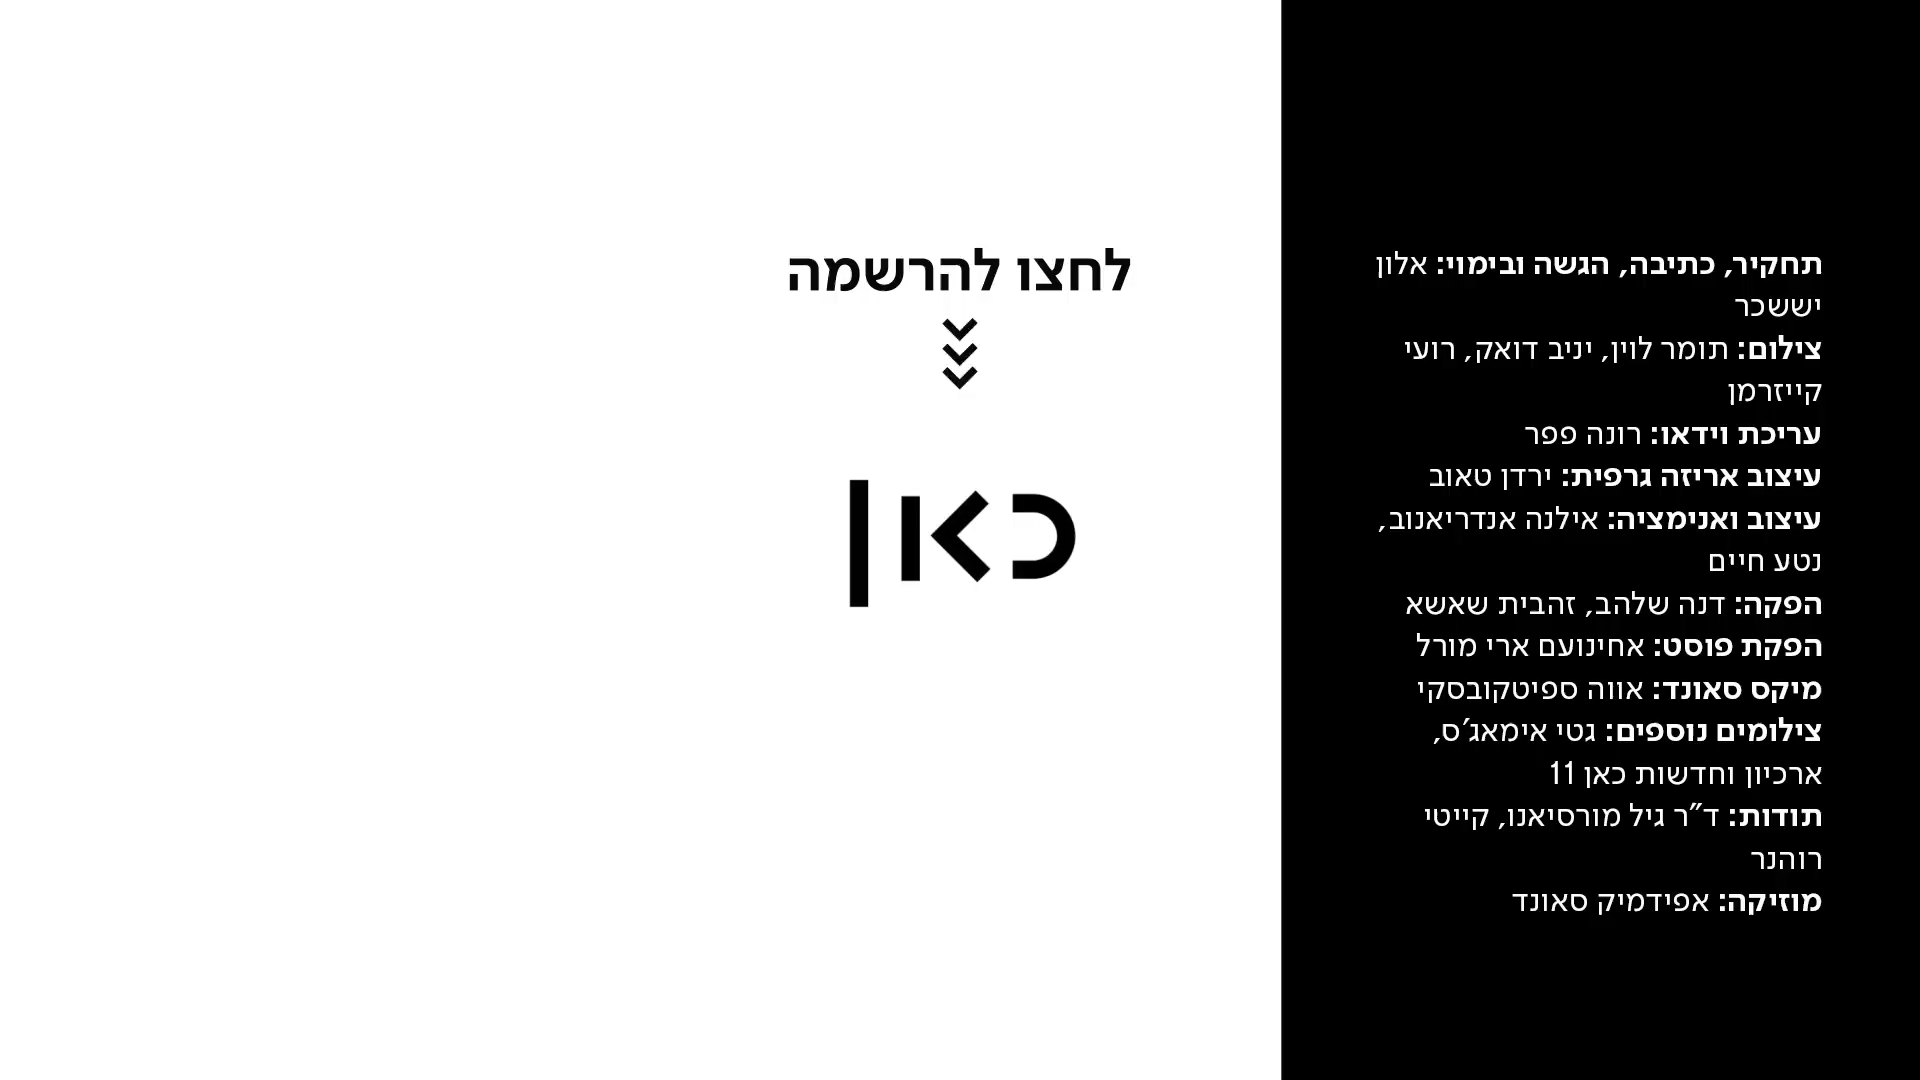 לחצו להרשמה
כאן
תחקיר, כתיבה, הגשה ובימוי: אלון
יששכר
צילום: תומר לוין, יניב דואק, רועי
קייזרמן
עריכת וידאו: רונה פפר
עיצוב אריזה גרפית: ירדן טאוב
עיצוב ואנימציה: אילנה אנדריאנוב,
נטע חיים
הפקה: דנה שלהב, זהבית שאשא
הפקת פוסט: אחינועם ארי מורל
מיקס סאונד: אווה ספיטקובסקי
צילומים נוספים: גטי אימאג׳ס,
ארכיון וחדשות כאן 11
תודות: ד״ר גיל מורסיאנו, קייטי
רוהנר
מוזיקה: אפידמיק סאונד